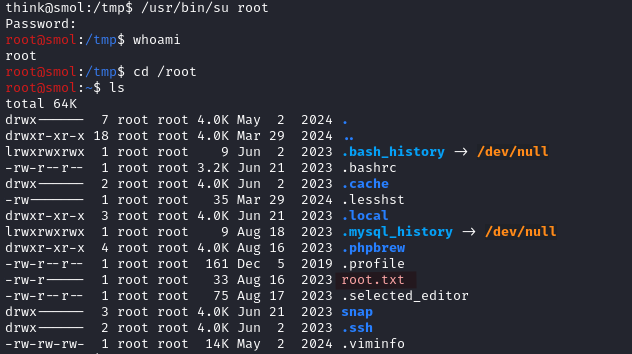 think@smol:/tmp$ /usr/bin/su root
Password:
root@smol:/tmp$ whoami
root
root@smol:/tmp$ cd /root
root@smol:~$ ls
total 64K
drwx------ 7 root root 4.0K May 2 2024 .
drwxr-xr-x 18 root root 4.0K Mar 29 2024 ..
lrwxrwxrwx 1 root root 9 Jun 2 2023 .bash_history -> /dev/null
-rw-r--r-- 1 root root 3.2K Jun 21 2023 .bashrc
drwx------ 2 root root 4.0K Jun 2 2023 .cache
-rw------- 1 root root 35 Mar 29 2024 .lesshst
drwxr-xr-x 3 root root 4.0K Jun 21 2023 .local
lrwxrwxrwx 1 root root 9 Aug 18 2023 .mysql_history -> /dev/null
drwxr-xr-x 4 root root 4.0K Aug 16 2023 .phpbrew
-rw-r--r-- 1 root root 161 Dec 5 2019 .profile
-rw-r----- 1 root root 33 Aug 16 2023 root.txt
-rw-r--r-- 1 root root 75 Aug 17 2023 .selected_editor
drwx------ 3 root root 4.0K Jun 21 2023 snap
drwx------ 2 root root 4.0K Jun 2 2023 .ssh
-rw-rw-rw- 1 root root 14K May 2 2024 .viminfo